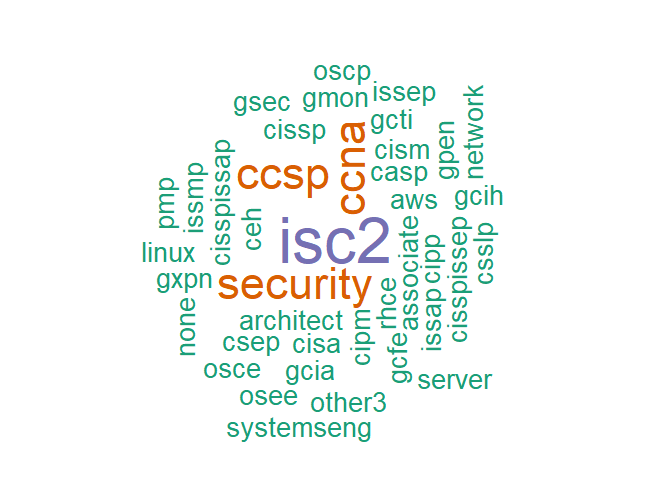 oscp
gmon
issep
gsec
gcti
cissp
ccna
network
gpen
cism
casp
ccsp
cisspissap
issmp
pmp
aws
gcih
ceh
isc2
linux
associate
cipp
cisspissep
csslp
gxpn
security
rhce
issap
none
architect
cipm
csep
cisa
gcfe
osce
gcia
server
osee
other3
systemseng